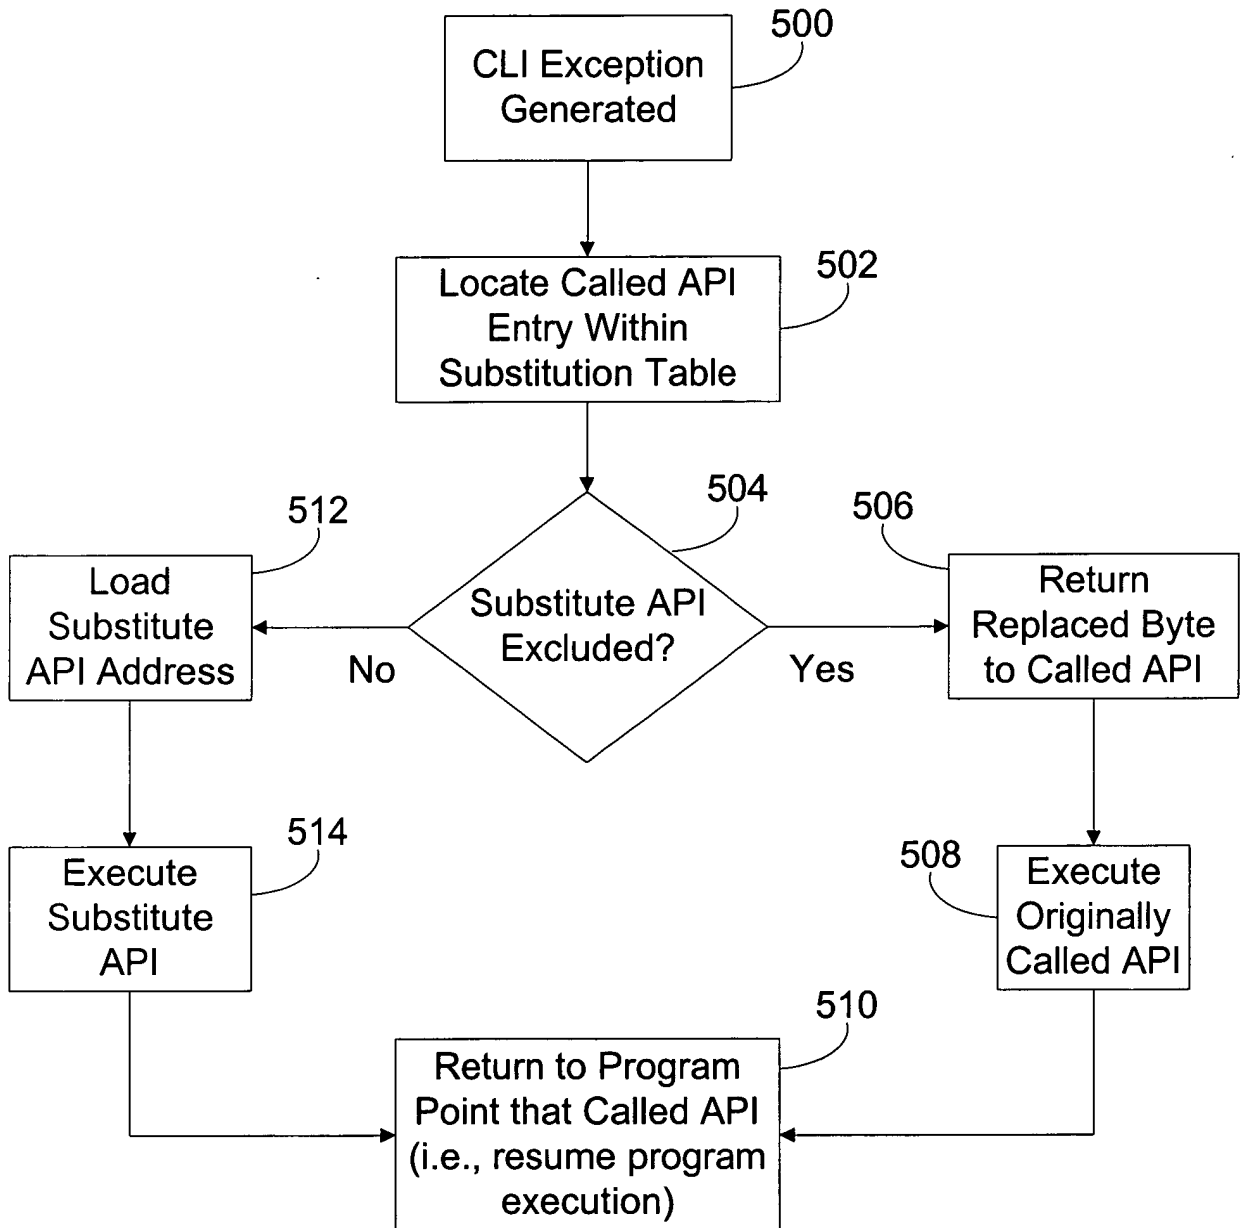 500
CLI Exception
Generated
502
Locate Called API
Entry Within
Substitution Table
504
Substitute API
Excluded?
No
Yes
512
Load
Substitute
API Address
506
Return
Replaced Byte
to Called API
514
Execute
Substitute
API
508
Execute
Originally
Called API
510
Return to Program
Point that Called API
(i.e., resume program
execution)